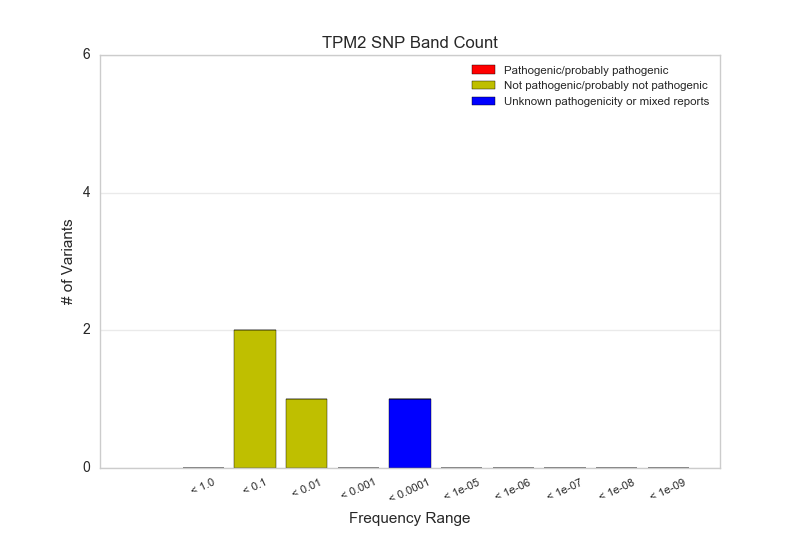 TPM2 SNP Band Count
6
4
2
0
# of Variants
Pathogenic/probably pathogenic
Not pathogenic/probably not pathogenic
Unknown pathogenicity or mixed reports
< 1.0
< 0.1
< 0.01
< 0.001
< 0.0001
< 1e-05
< 1e-06
< 1e-07
< 1e-08
< 1e-09
Frequency Range